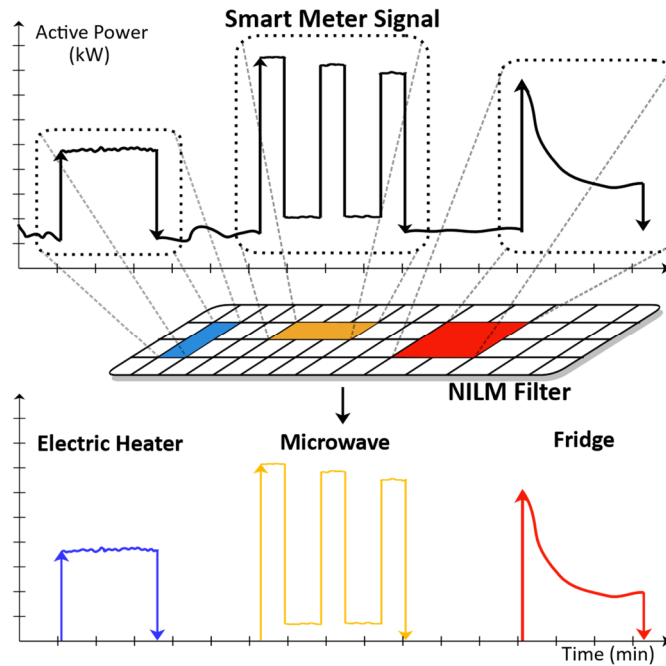 Smart Meter Signal
Active Power
(kW)
NILM Filter
Electric Heater
Microwave
Fridge
Time (min)